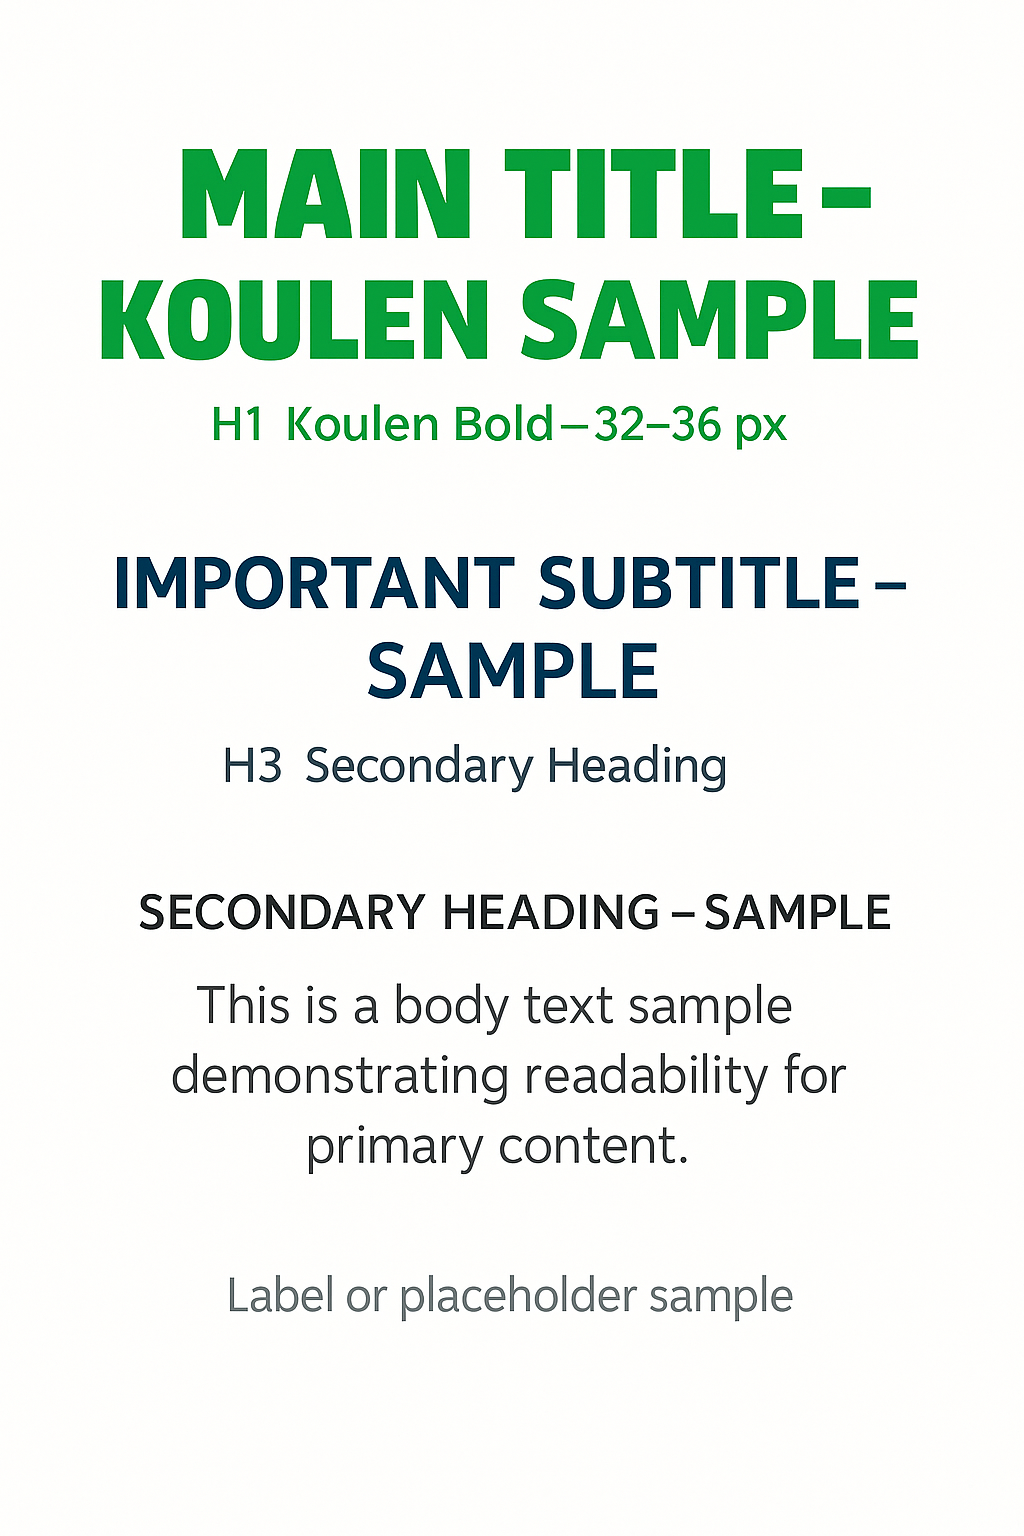 MAIN TITLE–
KOULEN SAMPLE
H1 Koulen Bold—32–36 px
IMPORTANT SUBTITLE –
SAMPLE
H3 Secondary Heading
SECONDARY HEADING – SAMPLE
This is a body text sample
demonstrating readability for
primary content.
Label or placeholder sample